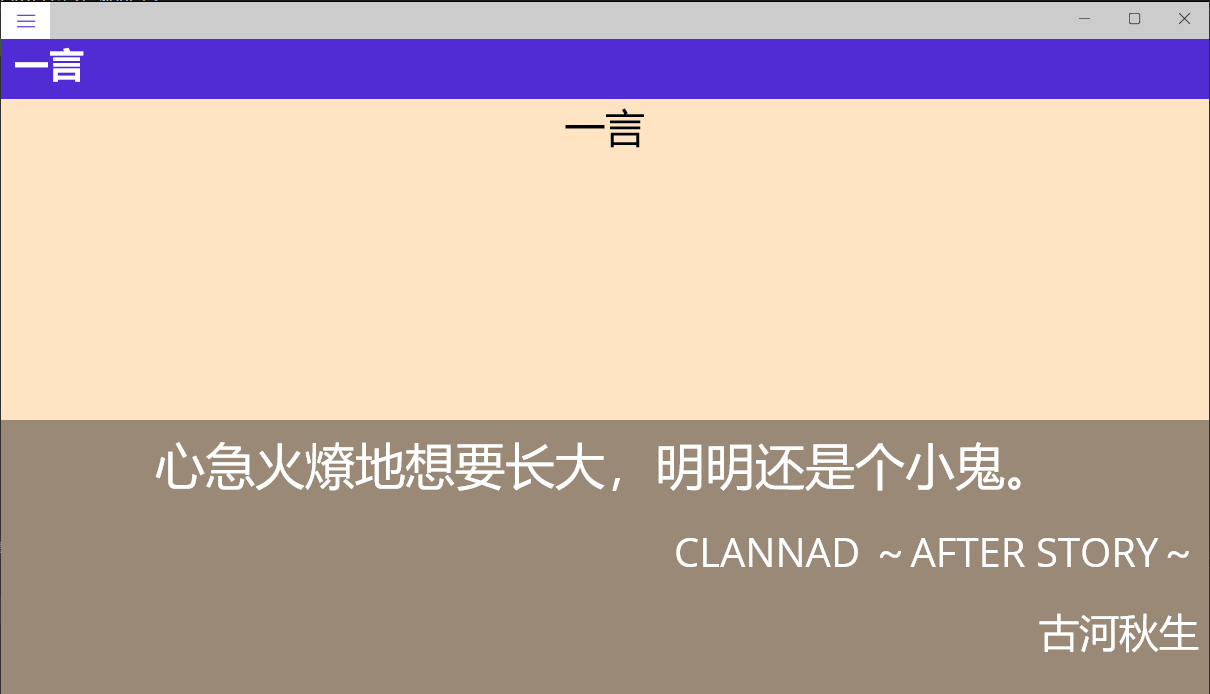 一言
一言
心急火燎地想要长大，明明还是个小鬼。
CLANNAD ～AFTER STORY～
古河秋生